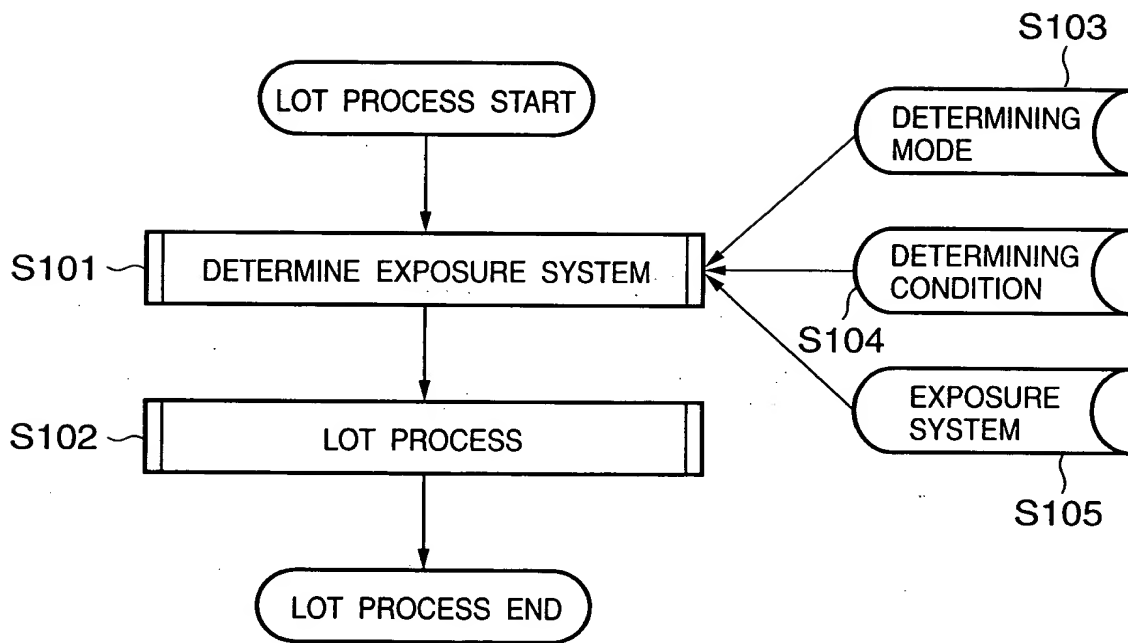 S103
LOT PROCESS START
DETERMINING
MODE
S101
DETERMINE EXPOSURE SYSTEM
DETERMINING
CONDITION
S104
S102
LOT PROCESS
EXPOSURE
SYSTEM
S105
LOT PROCESS END